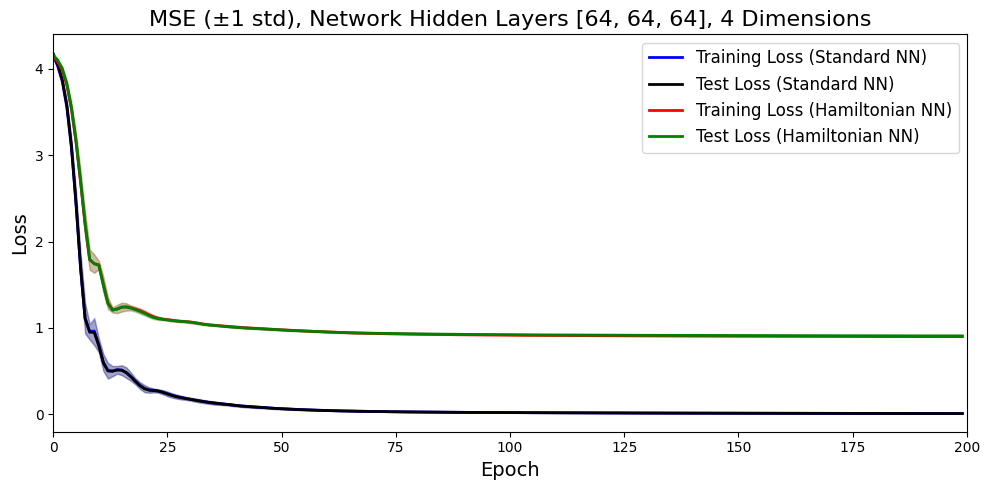 MSE (±1 std), Network Hidden Layers [64, 64, 64], 4 Dimensions
Training Loss (Standard NN)
Test Loss (Standard NN)
Training Loss (Hamiltonian NN)
Test Loss (Hamiltonian NN)
Loss
4
3
2
1
0
0 25 50 75 100 125 150 175 200
Epoch